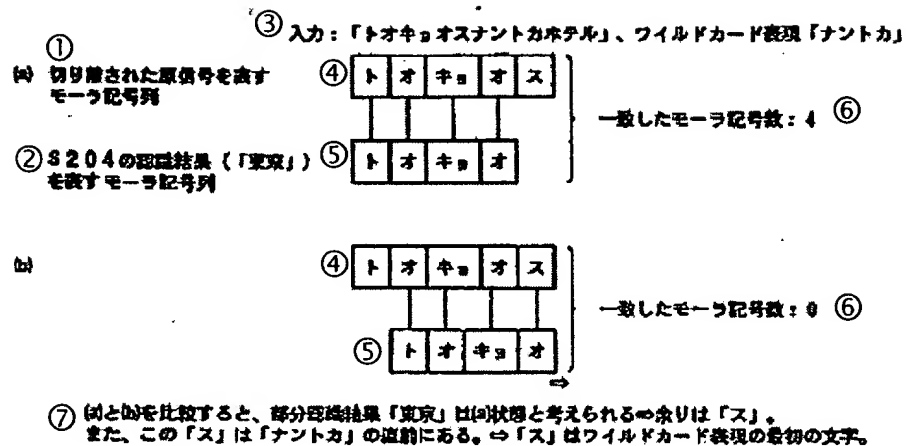 ③ 入力：「トオキョオスナントカホテル」、ワイルドカード表現「ナントカ」
①
(a) 切り離された原信号を表す
モーラ記号列
④ ト オ キョ オ ス
一致したモーラ記号数：4 ⑥
② S204の認識結果（「東京」）
を表すモーラ記号列
⑤ ト オ キョ オ
(b)
④ ト オ キョ オ ス
一致したモーラ記号数：0 ⑥
⑤ ト オ キョ オ
⇒
⑦ (a)と(b)を比較すると、部分認識結果「東京」は(a)状態と考えられる⇔余りは「ス」。
また、この「ス」は「ナントカ」の直前にある。⇔「ス」はワイルドカード表現の最初の文字。